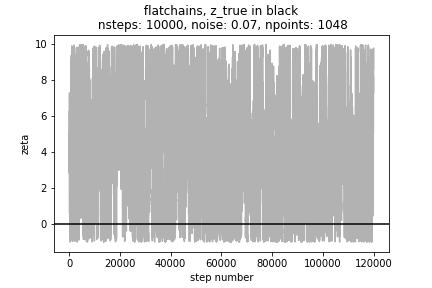 flatchains, z_true in black
nsteps: 10000, noise: 0.07, npoints: 1048
10
8
6
4
2
0
zeta
0 20000 40000 60000 80000 100000 120000
step number